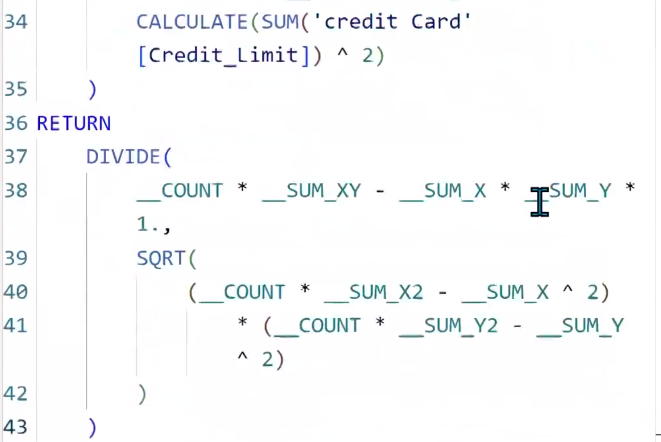 34 CALCULATE(SUM('credit Card'
[Credit_Limit]) ^ 2)
35 )
36 RETURN
37 DIVIDE(
38 __COUNT * __SUM_XY - __SUM_X * __SUM_Y *
1.,
39 SQRT(
40 (__COUNT * __SUM_X2 - __SUM_X ^ 2)
41 * (__COUNT * __SUM_Y2 - __SUM_Y
^ 2)
42 )
43 )